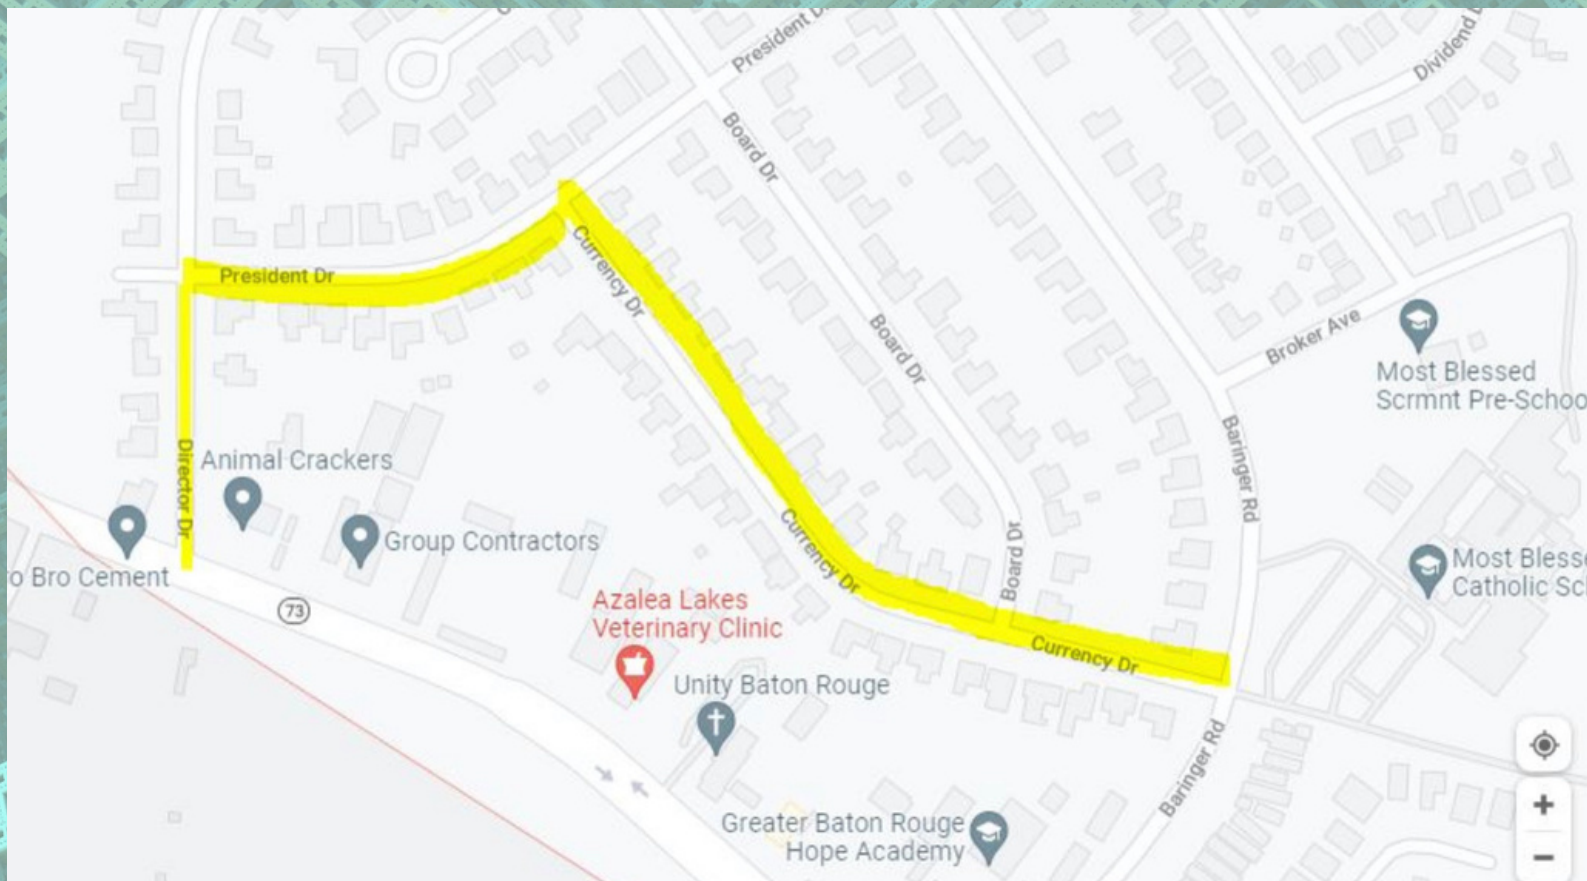 President Dr
Dividend
Board Dr
President Dr
Currency Dr
Board Dr
Broker Ave
Most Blessed
Scrmnt Pre-Schoo
Baringer Rd
Director Dr
Animal Crackers
Group Contractors
Currency Dr
Board Dr
Most Blesse
Catholic Sc
o Bro Cement
73
Azalea Lakes
Veterinary Clinic
Currency Dr
Unity Baton Rouge
Baringer Rd
Greater Baton Rouge
Hope Academy